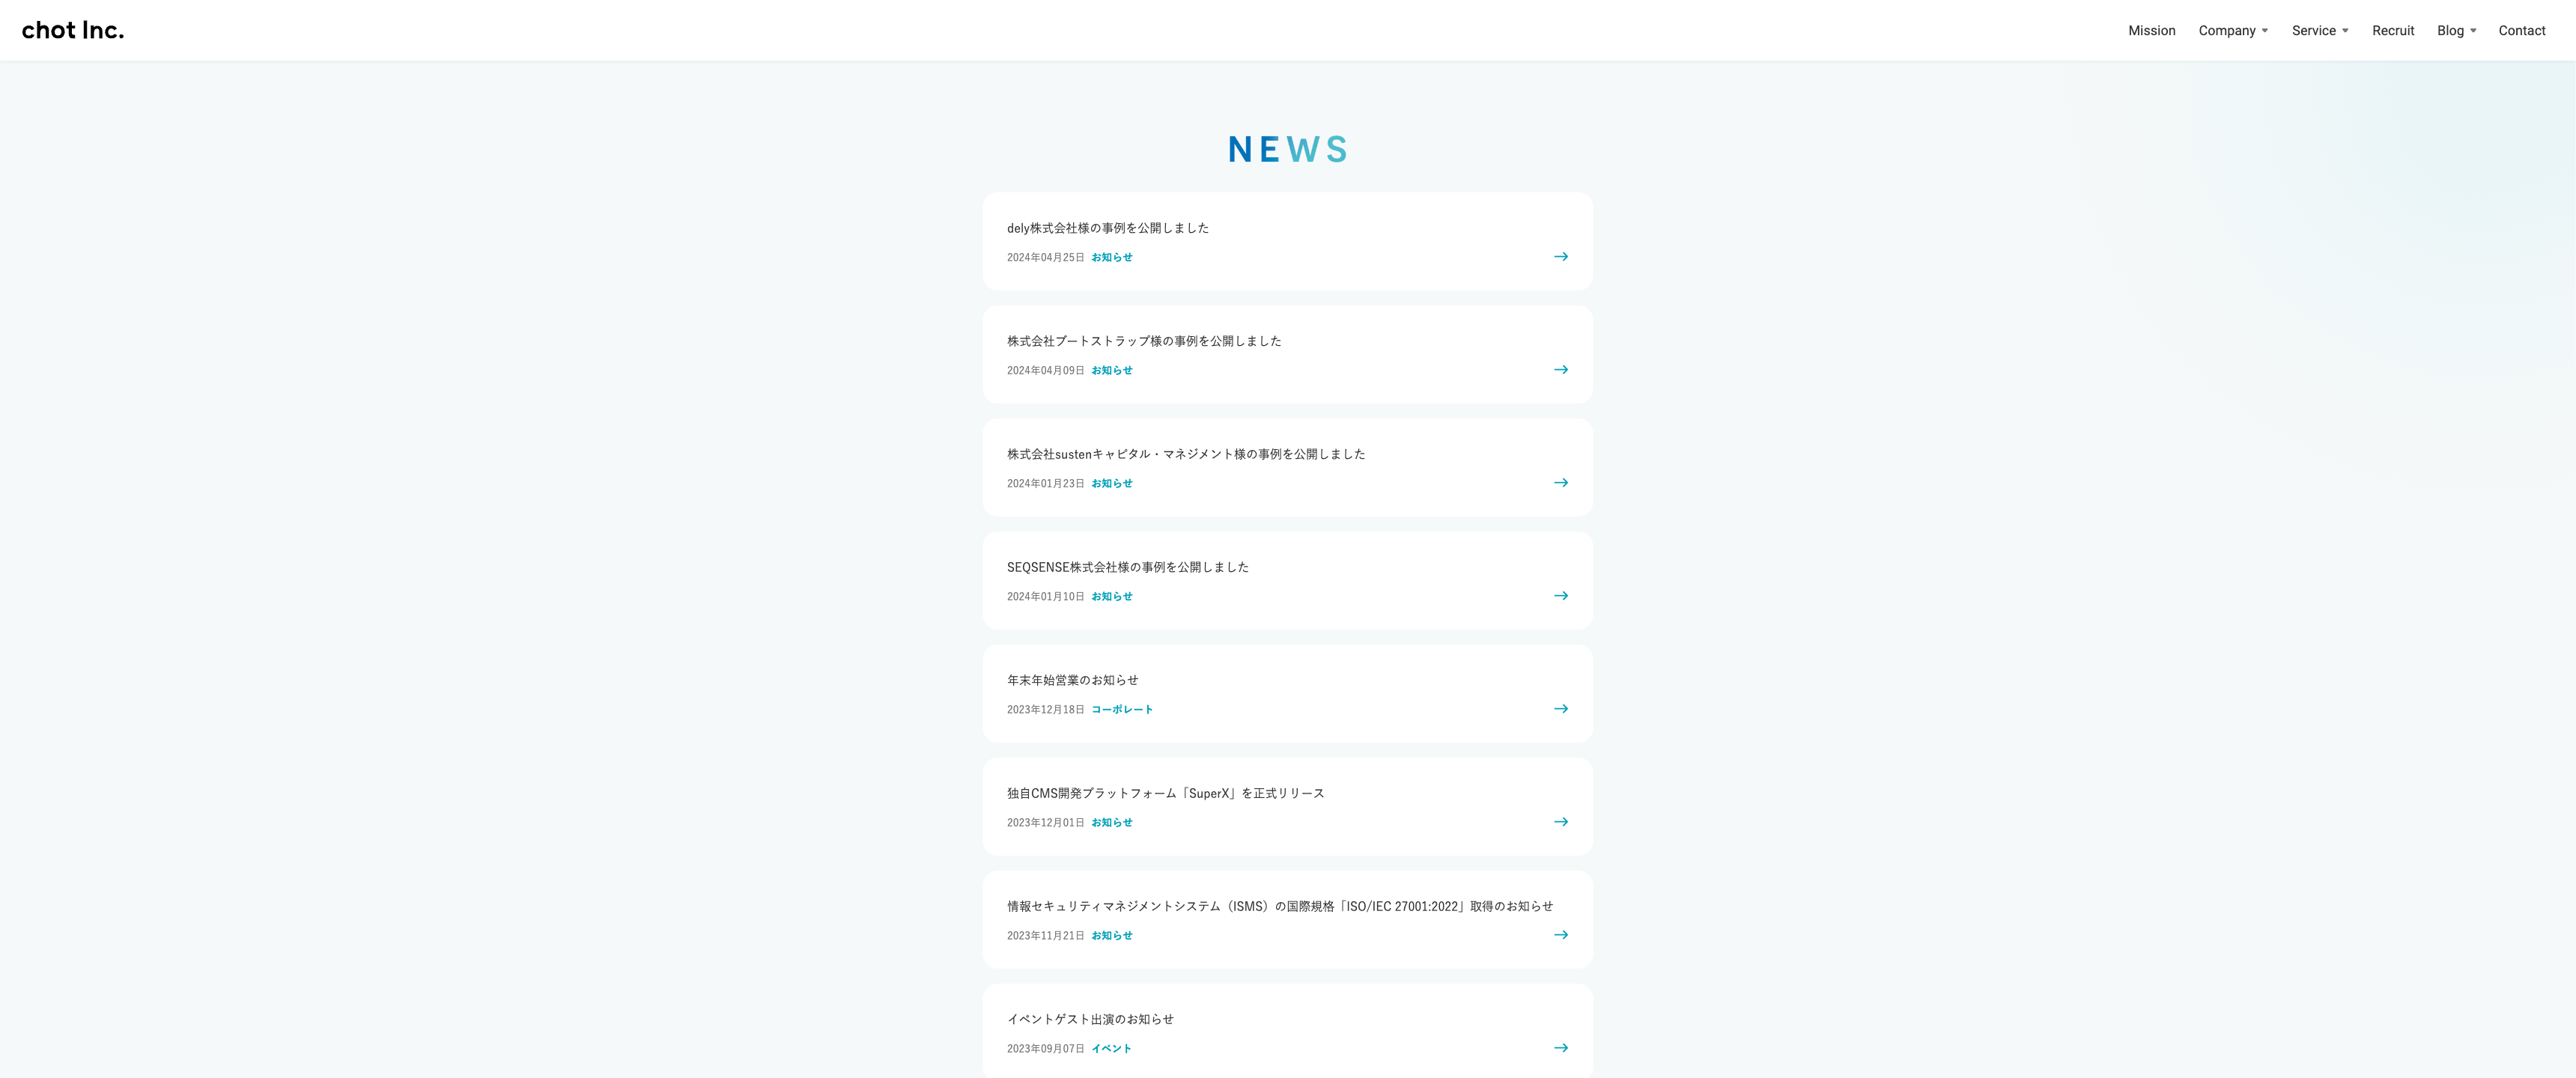 chot Inc.
Mission Company Service Recruit Blog Contact
NEWS
dely株式会社様の事例を公開しました
2024年04月25日 お知らせ
株式会社ブートストラップ様の事例を公開しました
2024年04月09日 お知らせ
株式会社sustenキャピタル・マネジメント様の事例を公開しました
2024年01月23日 お知らせ
SEQSENSE株式会社様の事例を公開しました
2024年01月10日 お知らせ
年末年始営業のお知らせ
2023年12月18日 コーポレート
独自CMS開発プラットフォーム「SuperX」を正式リリース
2023年12月01日 お知らせ
情報セキュリティマネジメントシステム（ISMS）の国際規格「ISO/IEC 27001:2022」取得のお知らせ
2023年11月21日 お知らせ
イベントゲスト出演のお知らせ
2023年09月07日 イベント